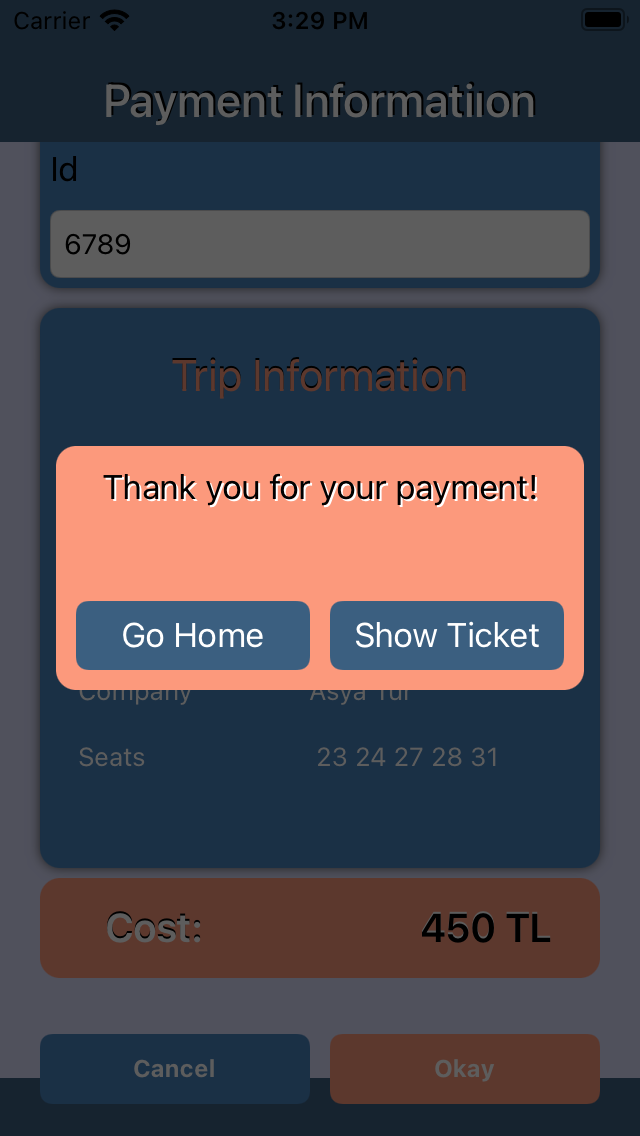 Carrier 3:29 PM
Payment Informatiıon
Id
6789
Trip Information
Thank you for your payment!
Go Home Show Ticket
Company Asya Tur
Seats 23 24 27 28 31
Cost: 450 TL
Cancel Okay